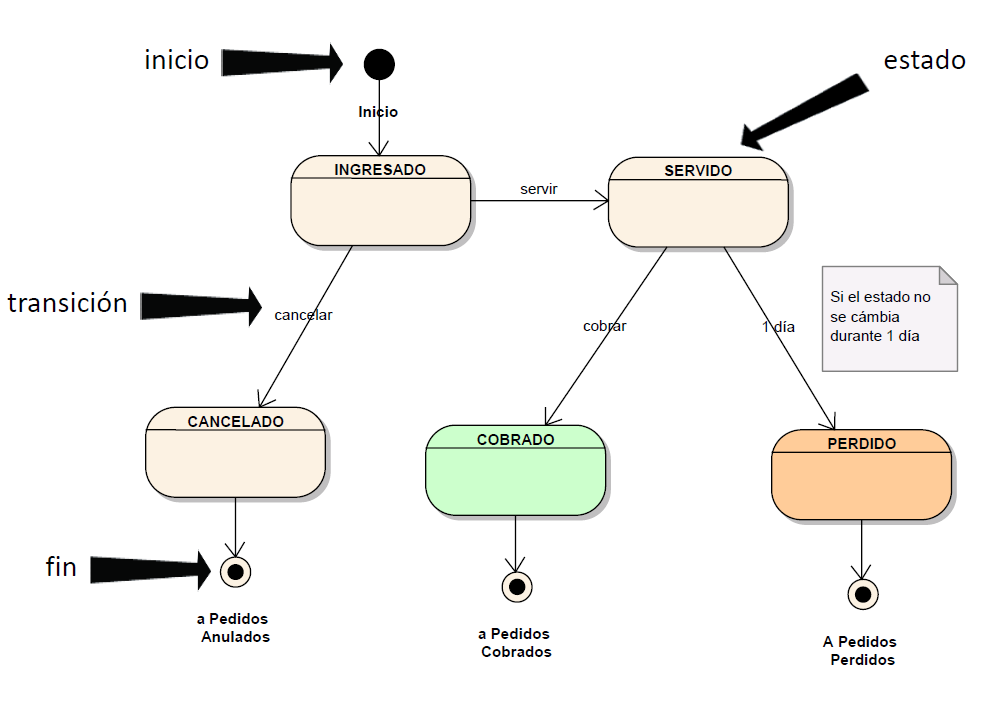 inicio
estado
Inicio
INGRESADO
SERVIDO
servir
transición
cancelar
cobrar
1 día
Si el estado no
se cámbia
durante 1 día
CANCELADO
COBRADO
PERDIDO
fin
a Pedidos
Anulados
a Pedidos
Cobrados
A Pedidos
Perdidos